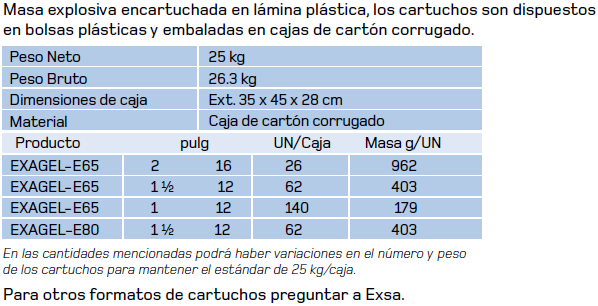 Masa explosiva encartuchada en lámina plástica, los cartuchos son dispuestos
en bolsas plásticas y embaladas en cajas de cartón corrugado.
Peso Neto 25 kg
Peso Bruto 26.3 kg
Dimensiones de caja Ext. 35 x 45 x 28 cm
Material Caja de cartón corrugado
Producto pulg UN/Caja Masa g/UN
EXAGEL-E65 2 16 26 962
EXAGEL-E65 1 ½ 12 62 403
EXAGEL-E65 1 12 140 179
EXAGEL-E80 1 ½ 12 62 403
En las cantidades mencionadas podrá haber variaciones en el número y peso
de los cartuchos para mantener el estándar de 25 kg/caja.
Para otros formatos de cartuchos preguntar a Exsa.